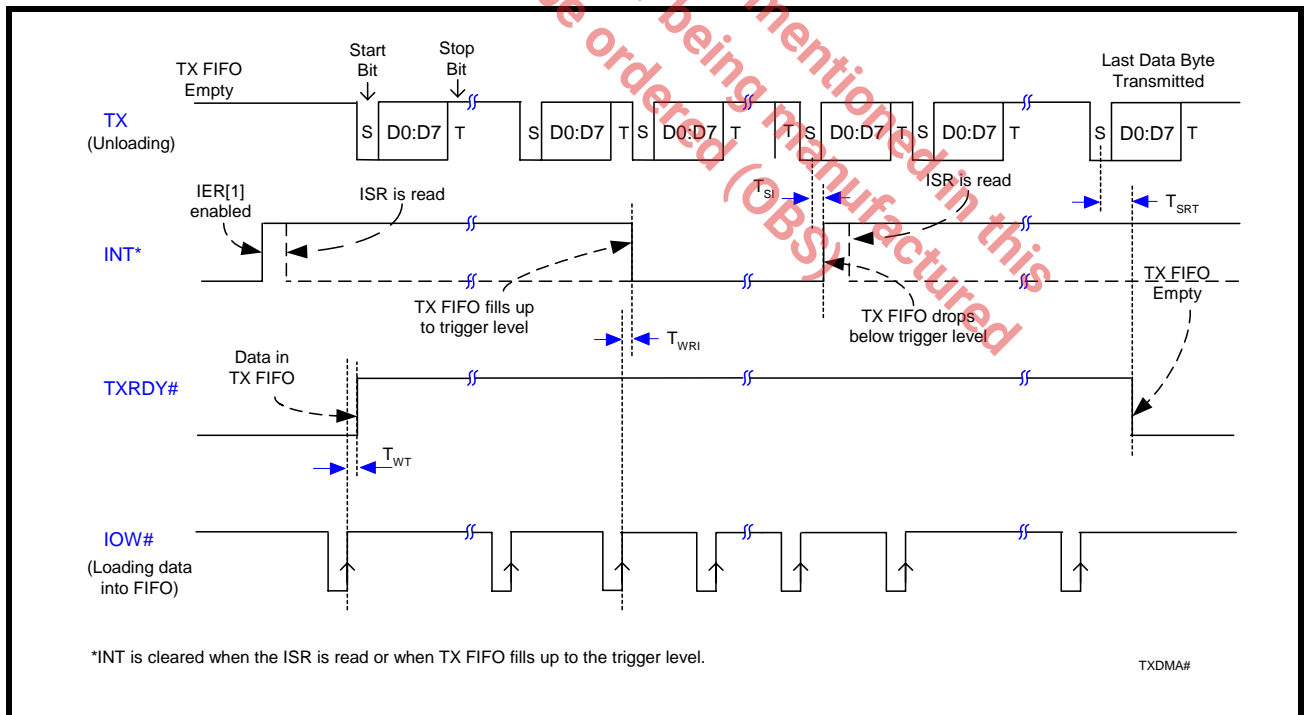 mentioned in this
being manufactured
be ordered (OBS)
TX FIFO
Empty
Start
Bit
Stop
Bit
Last Data Byte
Transmitted
TX
(Unloading)
S D0:D7 T S D0:D7 T S D0:D7 T T S D0:D7 T S D0:D7 T S D0:D7 T
IER[1]
enabled
ISR is read
TSI
ISR is read
TSRT
INT*
TX FIFO fills up
to trigger level
TX FIFO drops
below trigger level
TX FIFO
Empty
TWRI
Data in
TX FIFO
TXRDY#
TWT
IOW#
(Loading data
into FIFO)
*INT is cleared when the ISR is read or when TX FIFO fills up to the trigger level.
TXDMA#